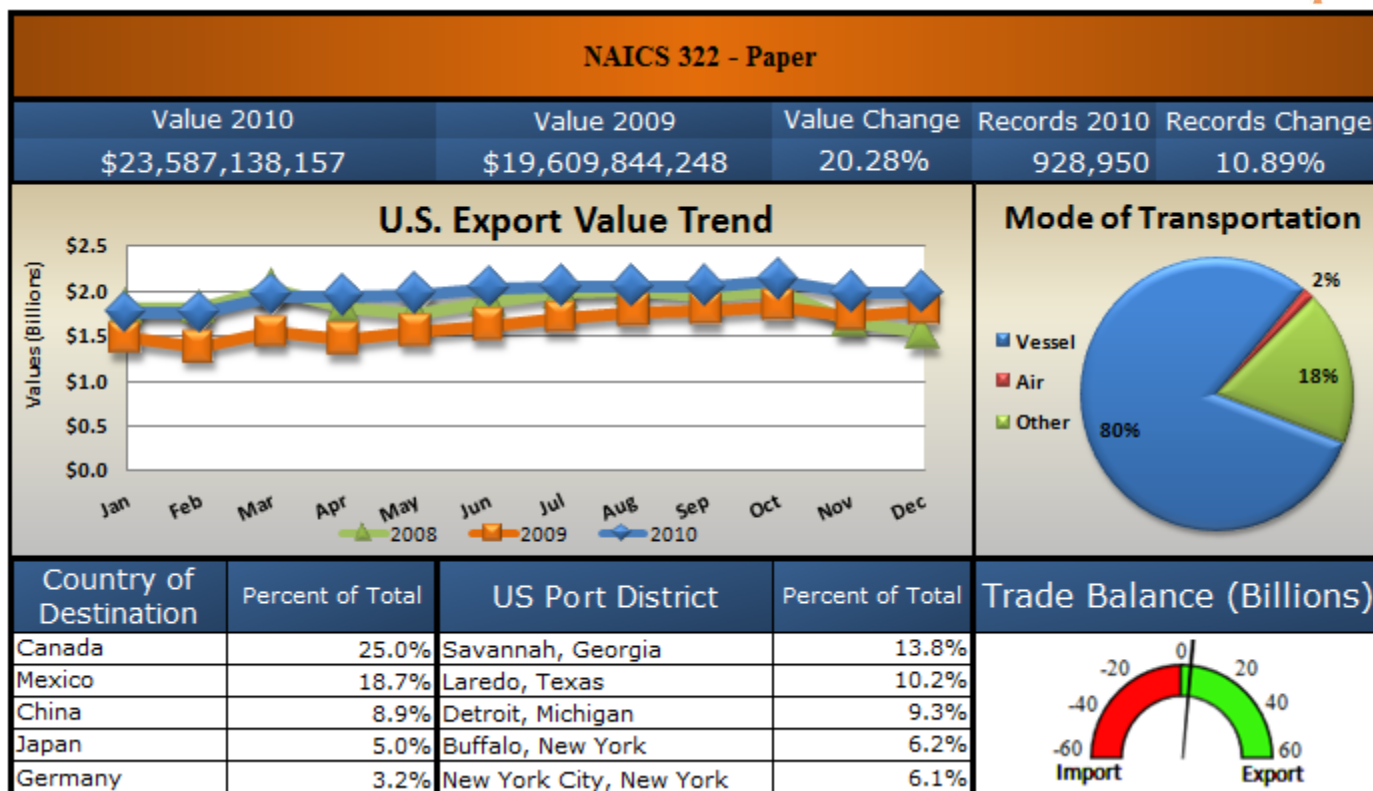 NAICS 322 - Paper
Value 2010 Value 2009 Value Change Records 2010 Records Change
$23,587,138,157 $19,609,844,248 20.28% 928,950 10.89%
U.S. Export Value Trend
Values (Billions)
$2.5
$2.0
$1.5
$1.0
$0.5
$0.0
Jan Feb Mar Apr May Jun Jul Aug Sep Oct Nov Dec
2008 2009 2010
Mode of Transportation
Vessel
Air
Other
2%
18%
80%
Country of
Destination
Percent of Total US Port District Percent of Total
Canada 25.0% Savannah, Georgia 13.8%
Mexico 18.7% Laredo, Texas 10.2%
China 8.9% Detroit, Michigan 9.3%
Japan 5.0% Buffalo, New York 6.2%
Germany 3.2% New York City, New York 6.1%
Trade Balance (Billions)
-60 -40 -20 0 20 40 60
Import Export